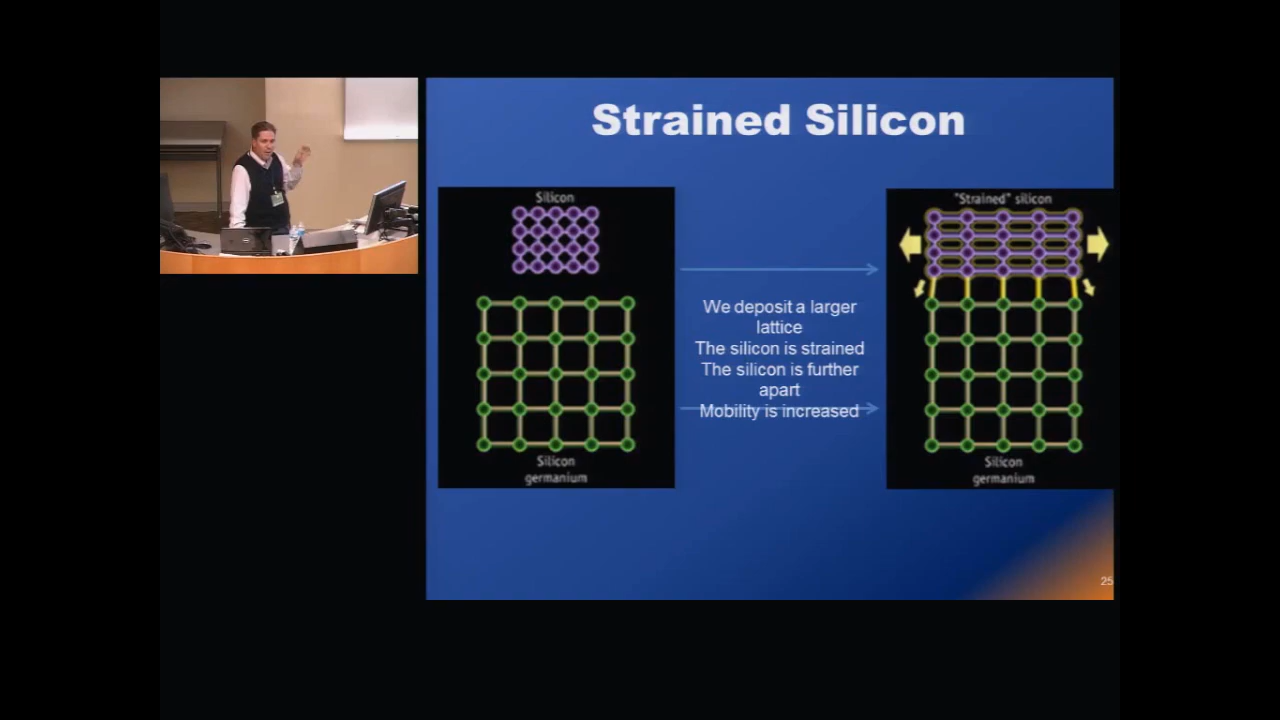 Strained Silicon
Silicon
Silicon
germanium
We deposit a larger
lattice
The silicon is strained
The silicon is further
apart
Mobility is increased
"Strained" silicon
Silicon
germanium
25